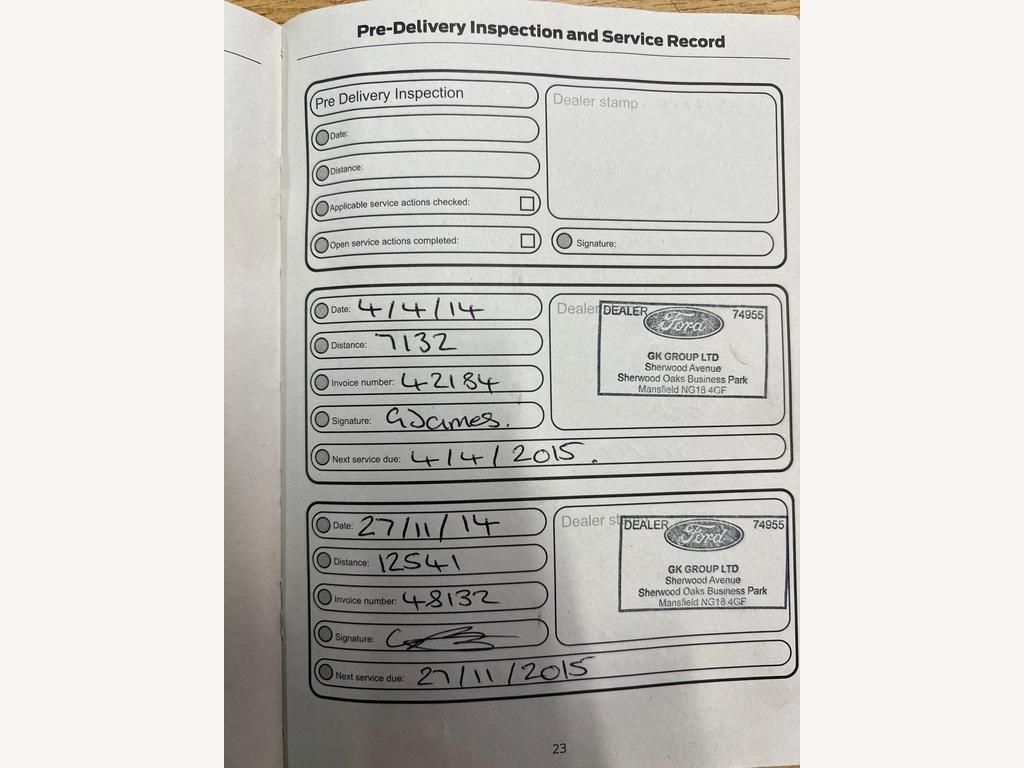 Pre-Delivery Inspection and Service Record
Pre Delivery Inspection
Date:
Distance:
Applicable service actions checked:
Open service actions completed:
Dealer stamp
Signature:
Date: 4/4/14
Distance: 7132
Invoice number: 42184
Signature: GJames.
Next service due: 4/4/2015.
Dealer
DEALER 74955
Ford
GK GROUP LTD
Sherwood Avenue
Sherwood Oaks Business Park
Mansfield NG18 4GF
Date: 27/11/14
Distance: 12541
Invoice number: 48132
Signature:
Next service due: 27/11/2015
Dealer
DEALER 74955
Ford
GK GROUP LTD
Sherwood Avenue
Sherwood Oaks Business Park
Mansfield NG18 4GF
23